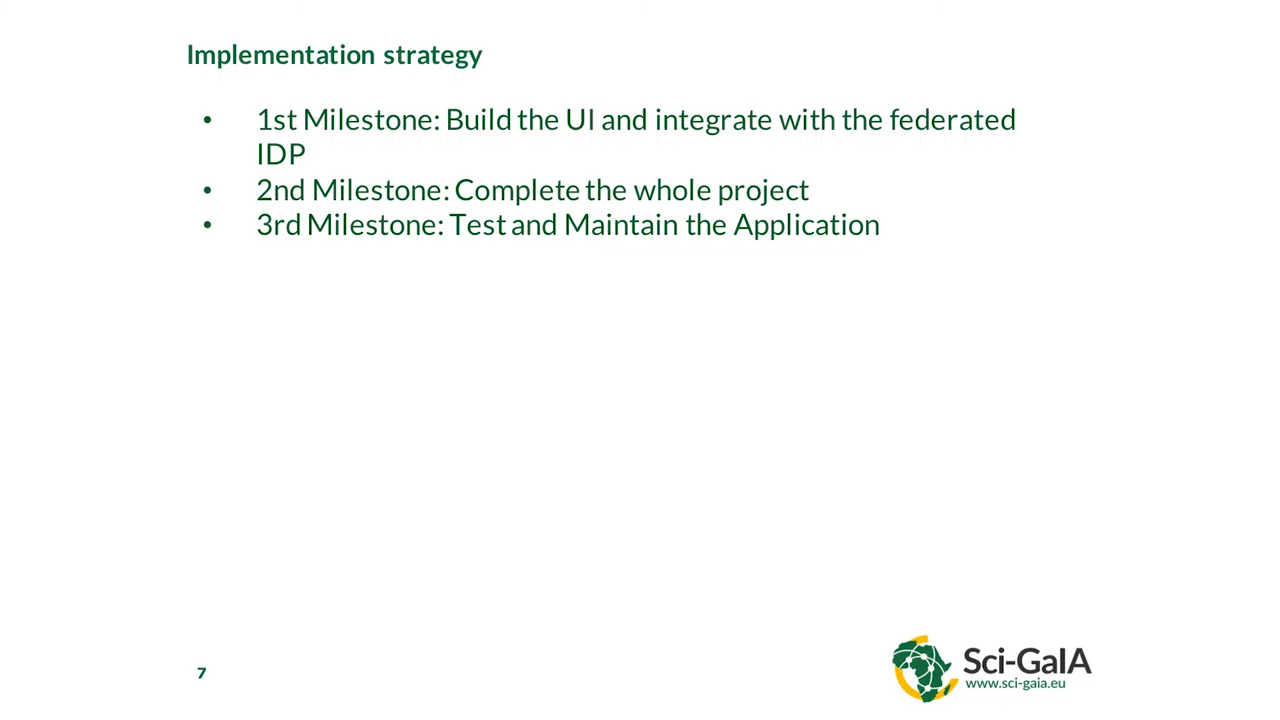 Implementation strategy
• 1st Milestone: Build the UI and integrate with the federated
IDP
• 2nd Milestone: Complete the whole project
• 3rd Milestone: Test and Maintain the Application
7
Sci-GaIA
www.sci-gaia.eu